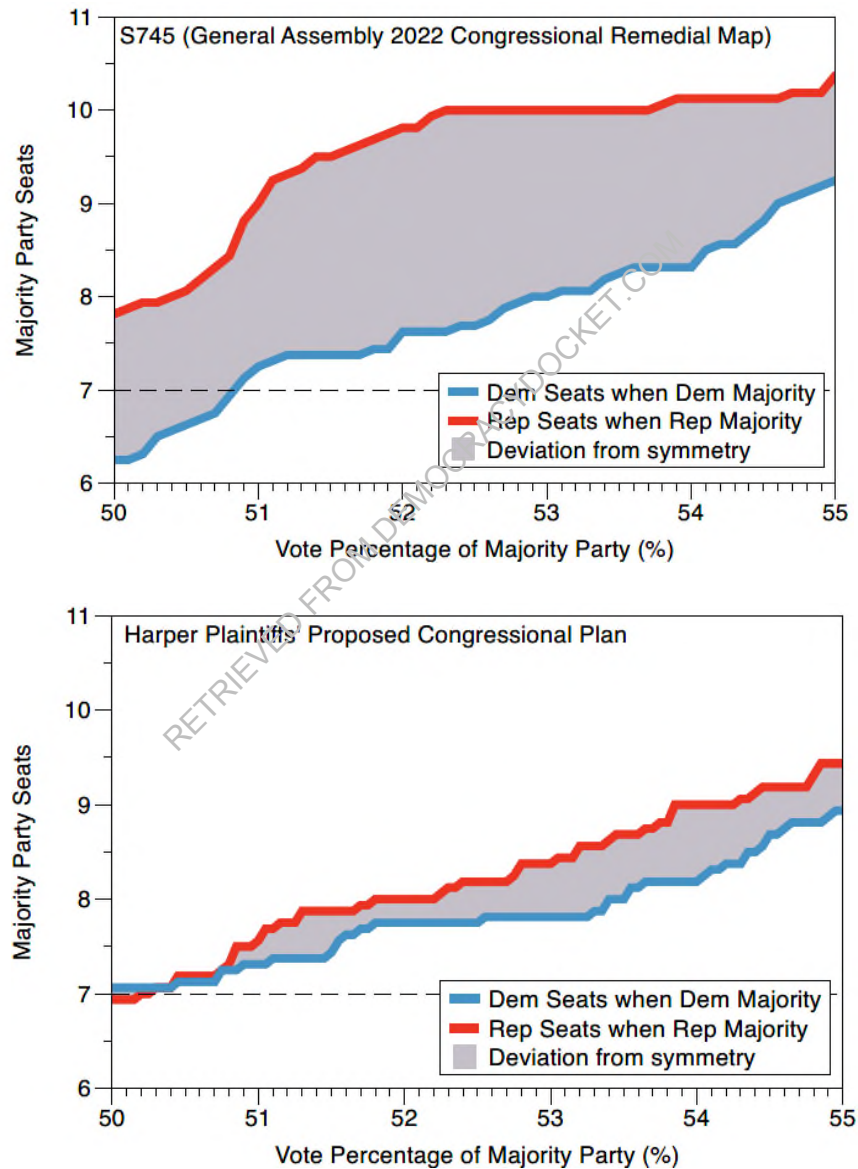 S745 (General Assembly 2022 Congressional Remedial Map)
11
10
9
8
7
6
Majority Party Seats
Dem Seats when Dem Majority
Rep Seats when Rep Majority
Deviation from symmetry
50 51 52 53 54 55
Vote Percentage of Majority Party (%)
RETRIEVED FROM DEMOCRACYDOCKET.COM
Harper Plaintiffs' Proposed Congressional Plan
11
10
9
8
7
6
Majority Party Seats
Dem Seats when Dem Majority
Rep Seats when Rep Majority
Deviation from symmetry
50 51 52 53 54 55
Vote Percentage of Majority Party (%)